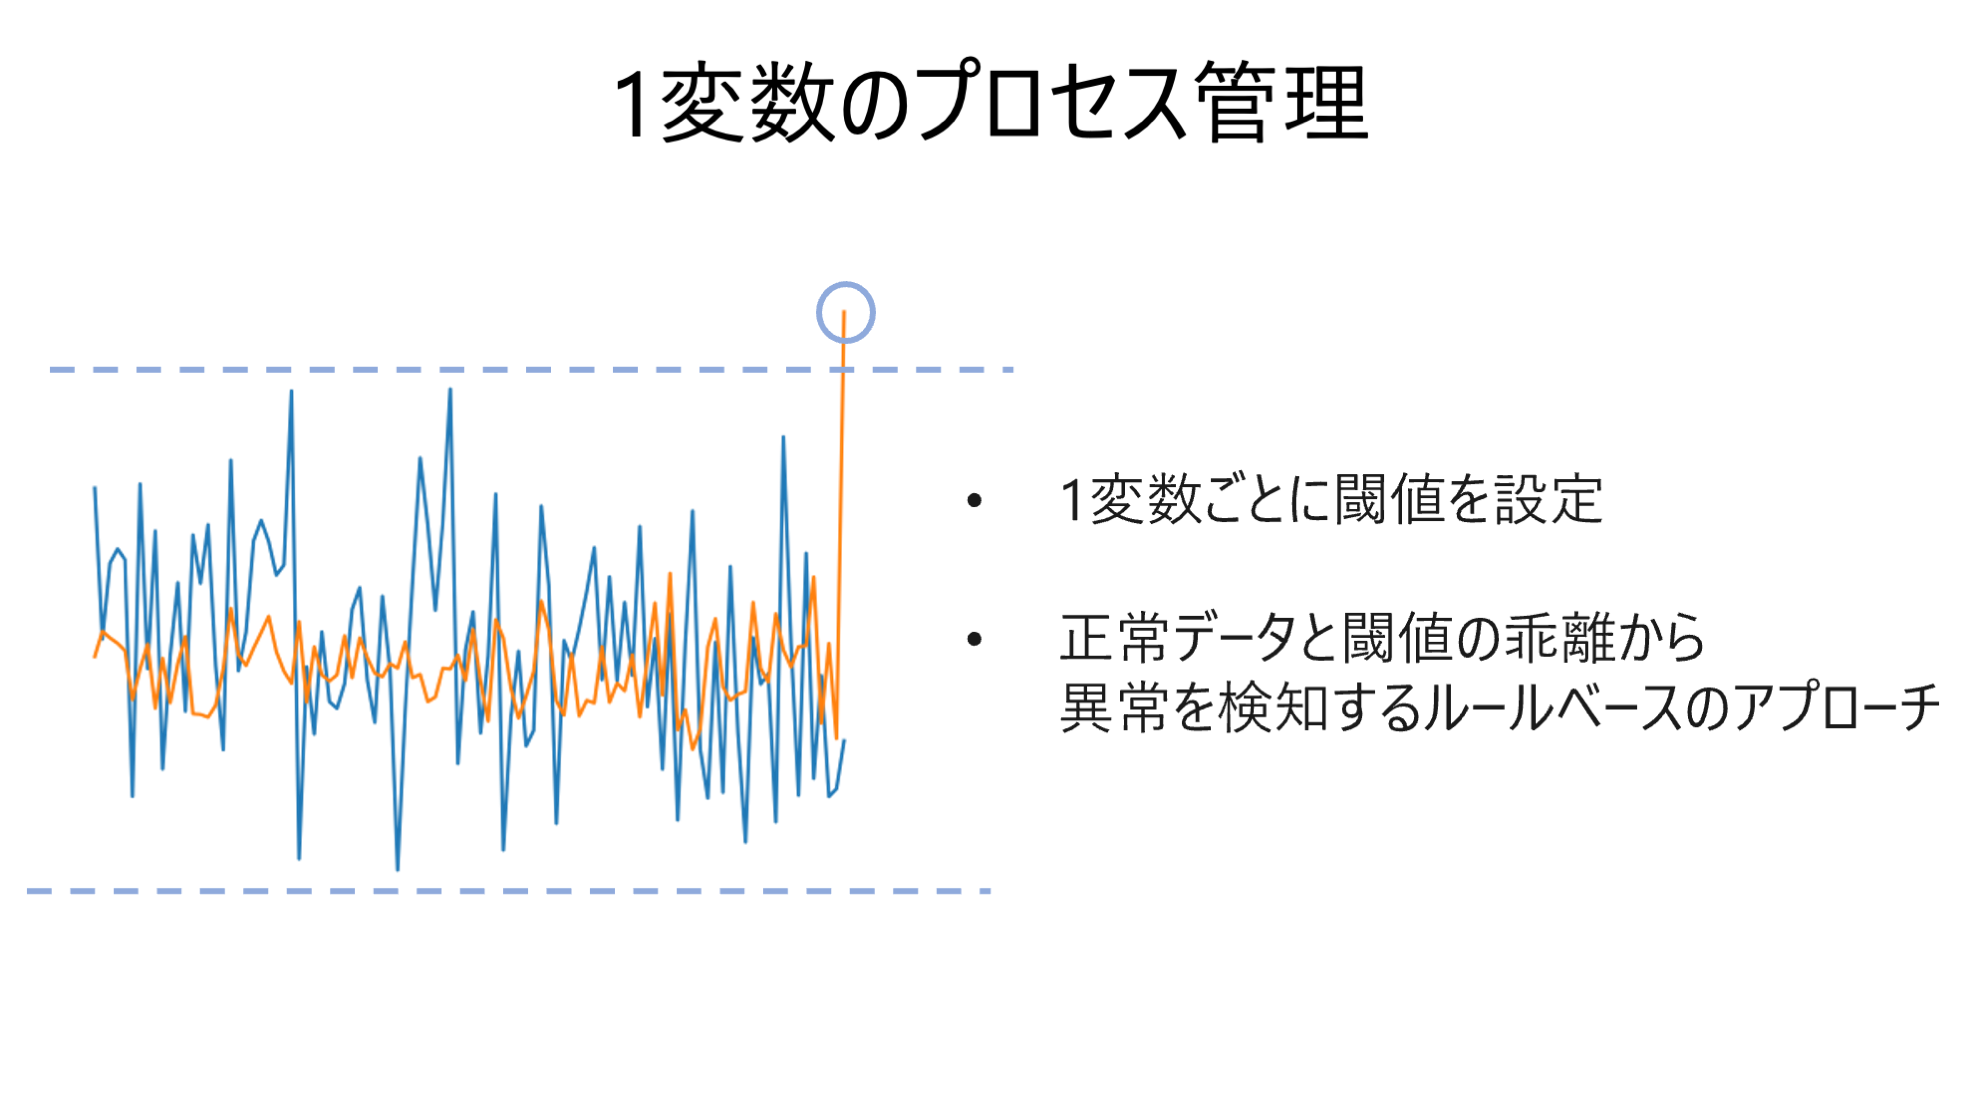 1変数のプロセス管理
• 1変数ごとに閾値を設定
• 正常データと閾値の乖離から
異常を検知するルールベースのアプローチ